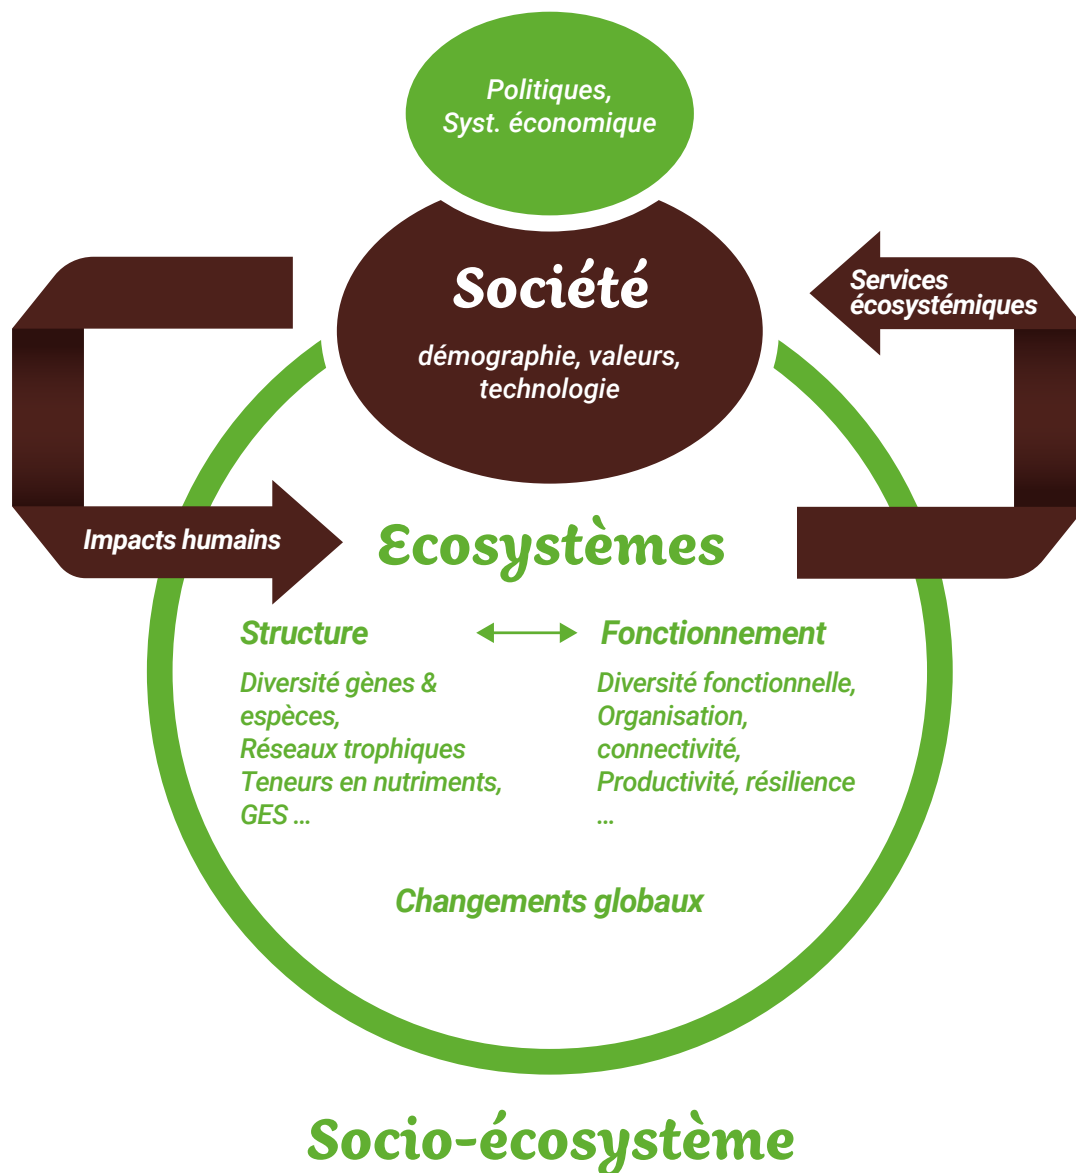 Politiques,
Syst. économique
Société
démographie, valeurs,
technologie
Services
écosystémiques
Impacts humains
Ecosystèmes
Structure
Fonctionnement
Diversité gènes &
espèces,
Réseaux trophiques
Teneurs en nutriments,
GES ...
Diversité fonctionnelle,
Organisation,
connectivité,
Productivité, résilience
...
Changements globaux
Socio-écosystème